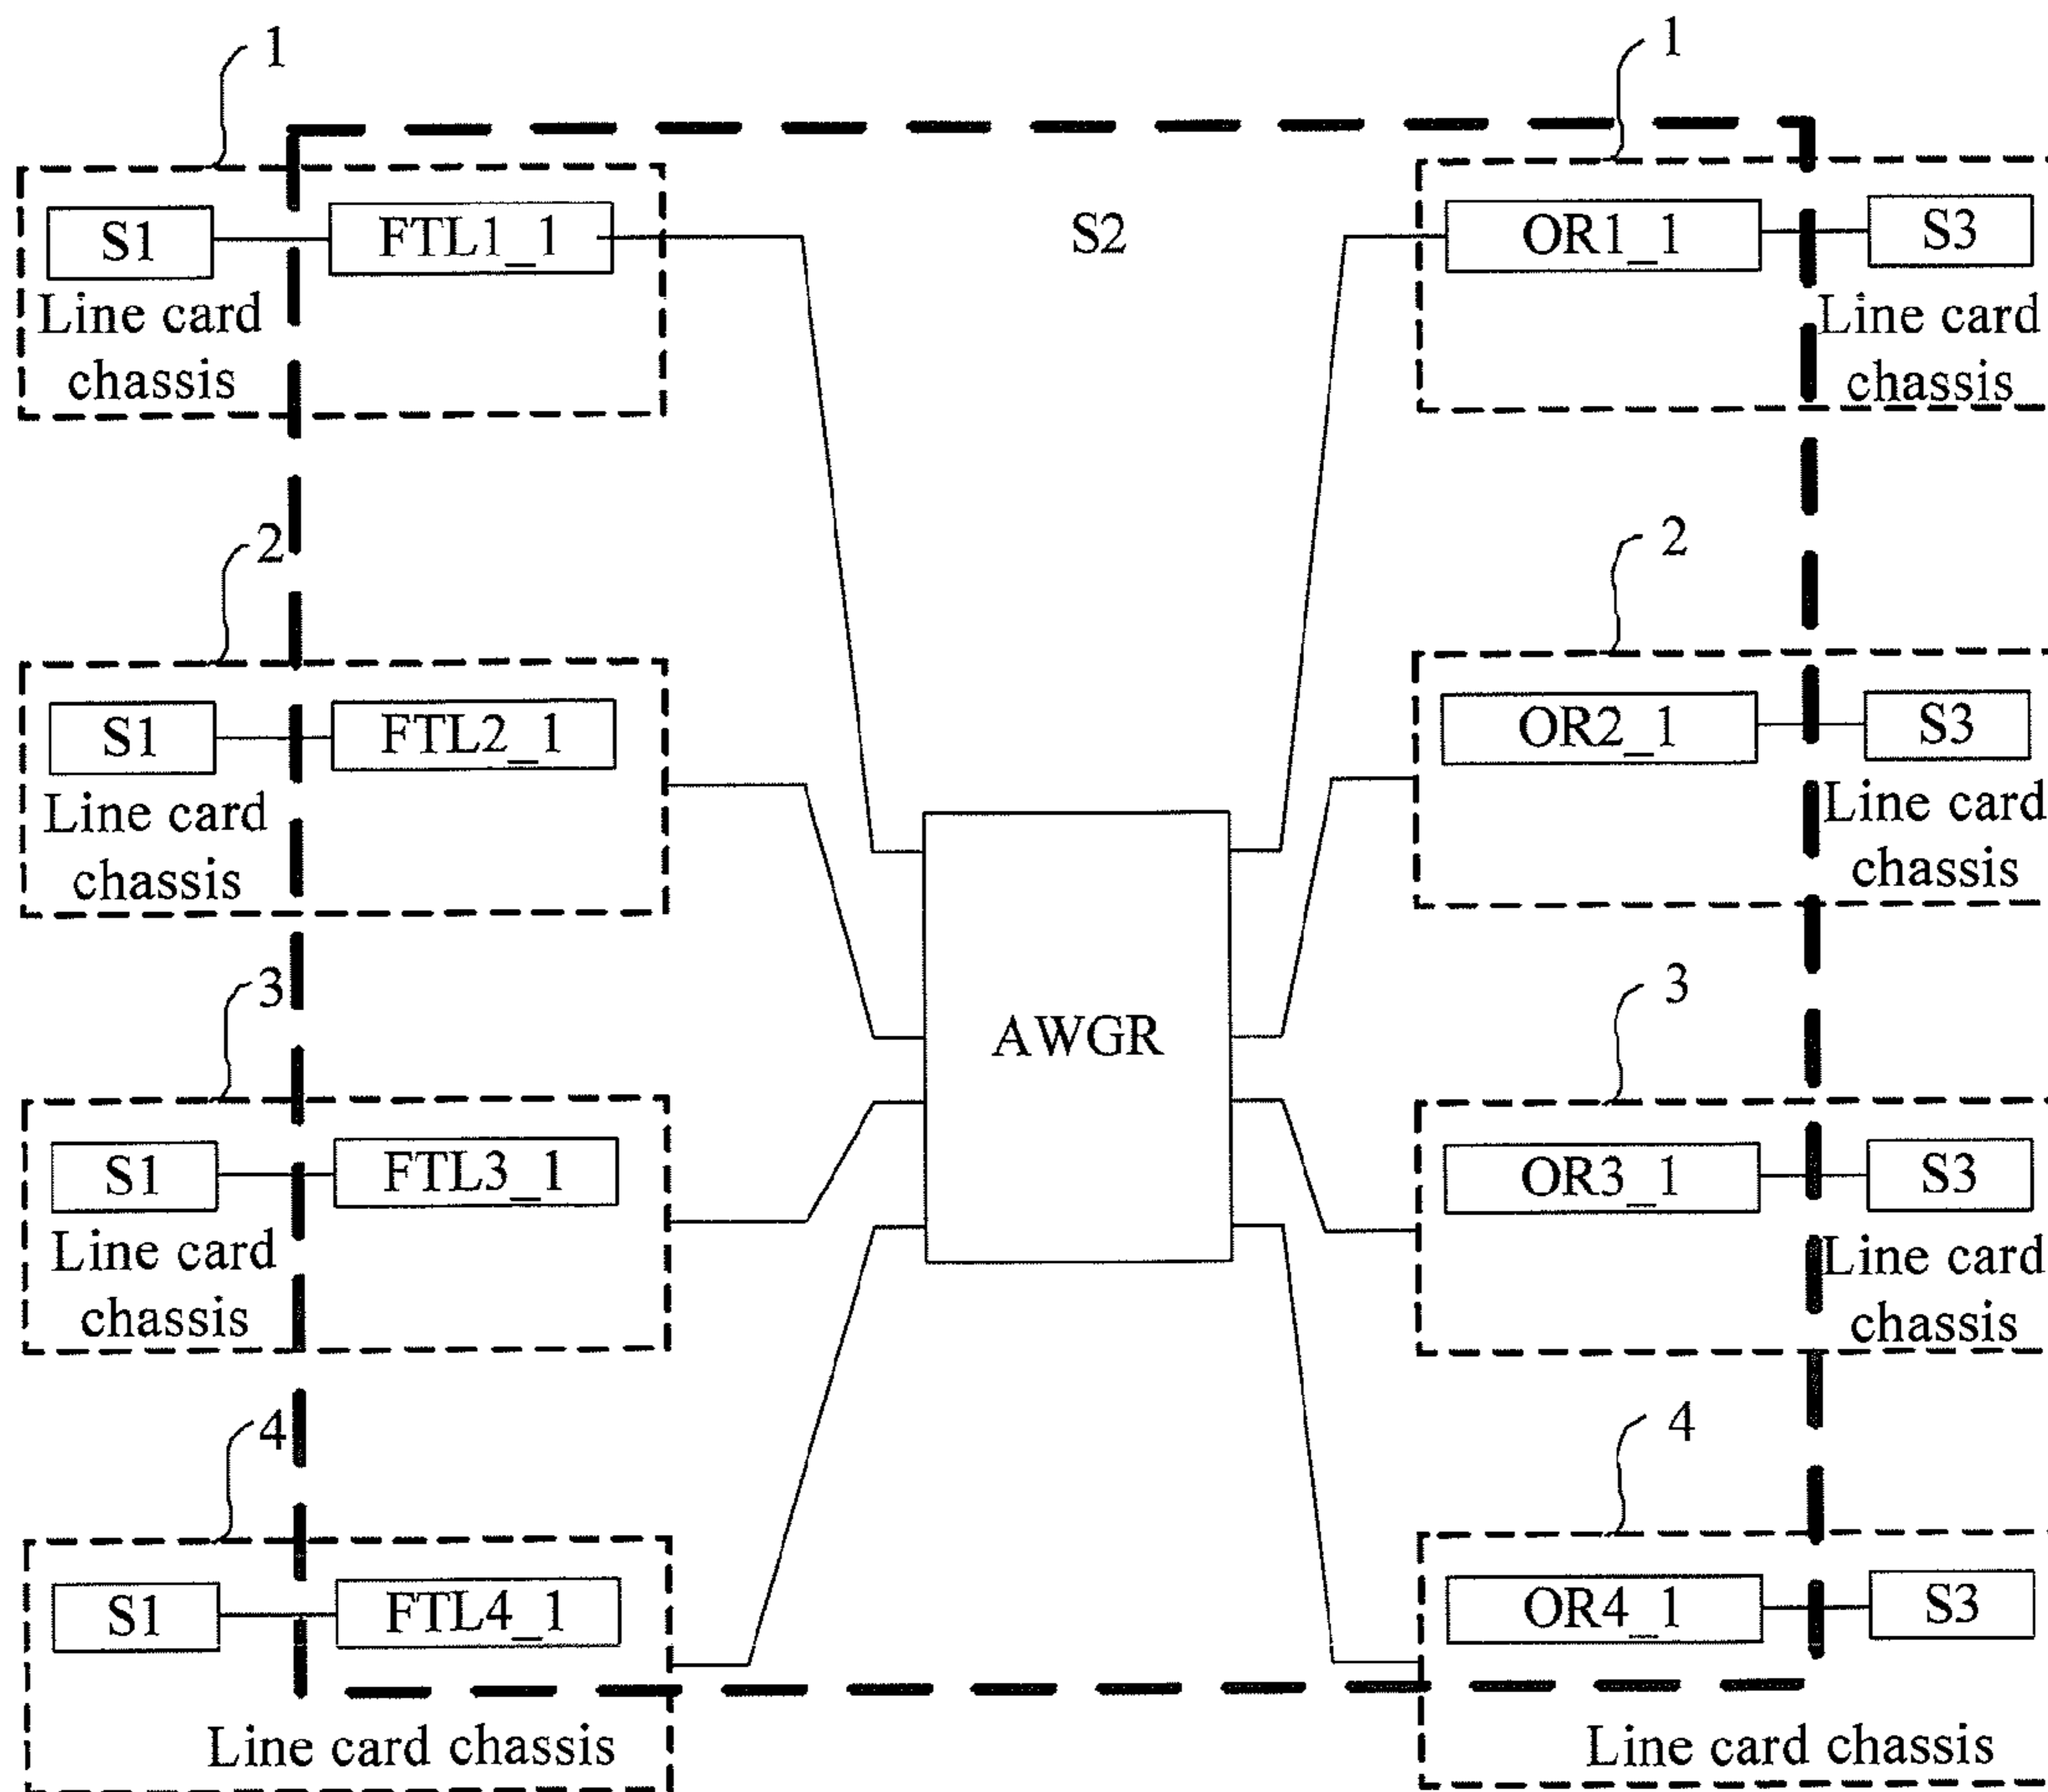 1
1
S1
FTL1_1
S2
OR1_1
S3
Line card
chassis
Line card
chassis
2
2
S1
FTL2_1
OR2_1
S3
Line card
chassis
Line card
chassis
AWGR
3
3
S1
FTL3_1
OR3_1
S3
Line card
chassis
Line card
chassis
4
4
S1
FTL4_1
OR4_1
S3
Line card chassis
Line card chassis